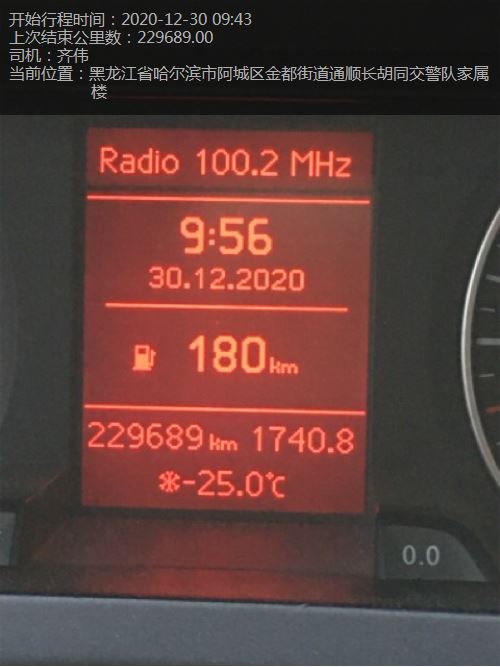 开始行程时间：2020-12-30 09:43
上次结束公里数：229689.00
司机：齐伟
当前位置：黑龙江省哈尔滨市阿城区金都街道通顺长胡同交警队家属
楼
Radio 100.2 MHz
9:56
30.12.2020
180km
229689km 1740.8
-25.0℃
0.0